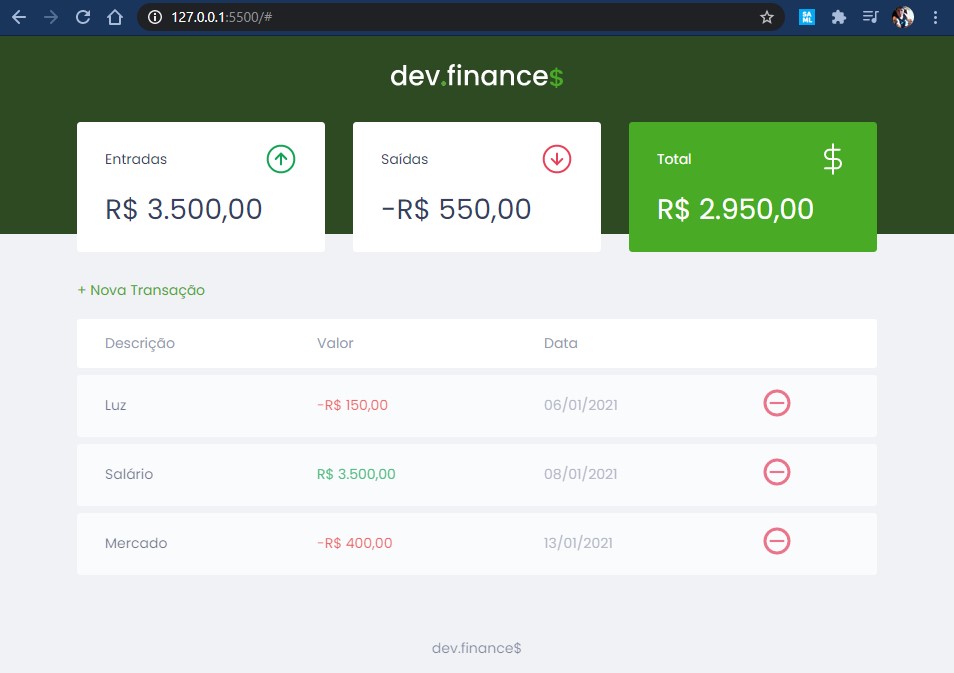 127.0.0.1:5500/#
SA
ML
dev.finance$
Entradas
R$ 3.500,00
Saídas
-R$ 550,00
Total
$
R$ 2.950,00
+ Nova Transação
Descrição Valor Data
Luz -R$ 150,00 06/01/2021
Salário R$ 3.500,00 08/01/2021
Mercado -R$ 400,00 13/01/2021
dev.finance$